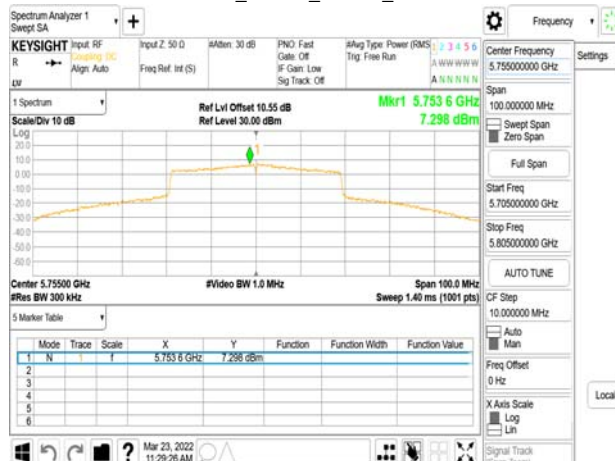 Spectrum Analyzer 1
Swept SA
+
Frequency
Settings
KEYSIGHT
R
Input: RF
Coupling: DC
Align: Auto
Input Z: 50 Ω
Freq Ref: Int (S)
#Atten: 30 dB
PNO: Fast
Gate: Off
IF Gain: Low
Sig Track: Off
#Avg Type: Power (RMS
Trig: Free Run
1 2 3 4 5 6
A W W W W W
A N N N N N
1 Spectrum
Scale/Div 10 dB
Ref Lvl Offset 10.55 dB
Ref Level 30.00 dBm
Mkr1 5.753 6 GHz
7.298 dBm
Log
20.0
10.0
0.00
-10.0
-20.0
-30.0
-40.0
-50.0
-60.0
1
Center 5.75500 GHz
#Res BW 300 kHz
#Video BW 1.0 MHz
Span 100.0 MHz
Sweep 1.40 ms (1001 pts)
5 Marker Table
Mode Trace Scale X Y Function Function Width Function Value
1 N 1 f 5.753 6 GHz 7.298 dBm
2
3
4
5
6
Center Frequency
5.755000000 GHz
Span
100.000000 MHz
Swept Span
Zero Span
Full Span
Start Freq
5.705000000 GHz
Stop Freq
5.805000000 GHz
AUTO TUNE
CF Step
10.000000 MHz
Auto
Man
Freq Offset
0 Hz
X Axis Scale
Log
Lin
Signal Track
Local
?
Mar 23, 2022
11:29:26 AM